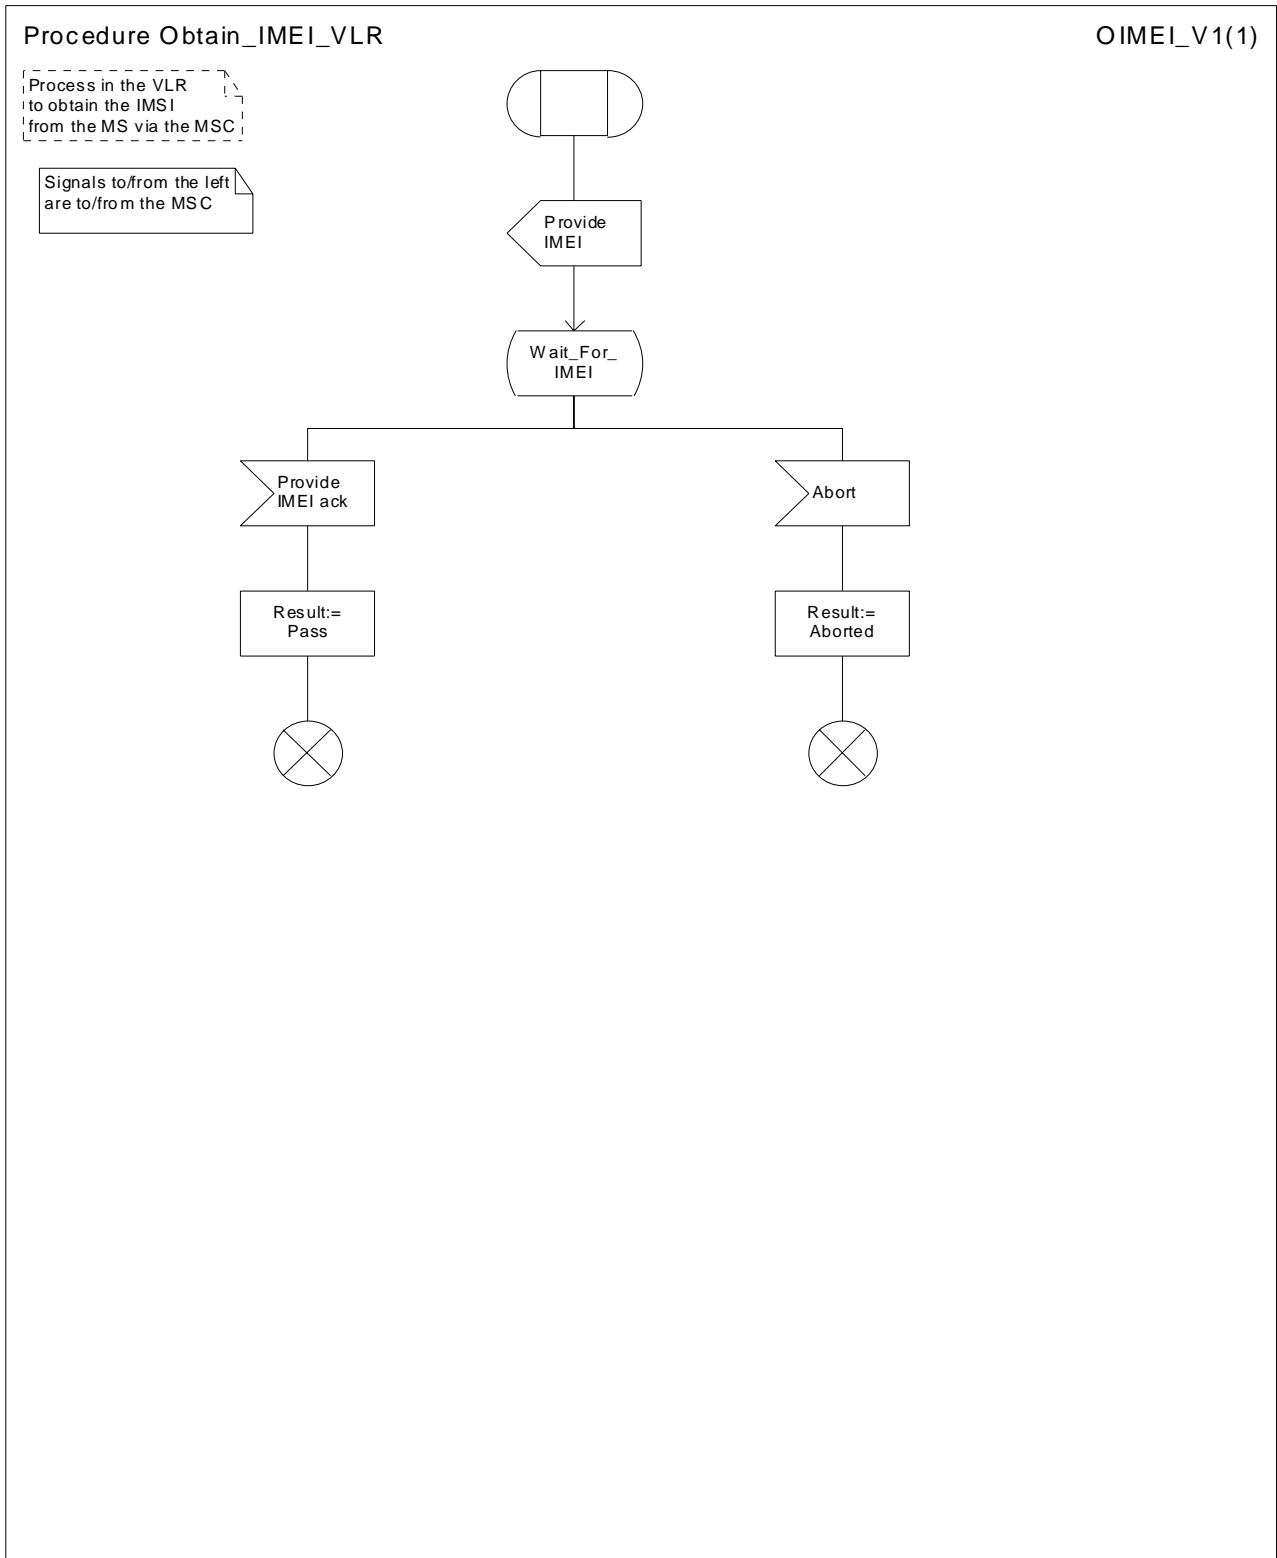 Procedure Obtain_IMEI_VLR
OIMEI_V1(1)
Process in the VLR
to obtain the IMSI
from the MS via the MSC
Signals to/from the left
are to/from the MSC
Provide
IMEI
Wait_For_
IMEI
Provide
IMEI ack
Abort
Result:=
Pass
Result:=
Aborted